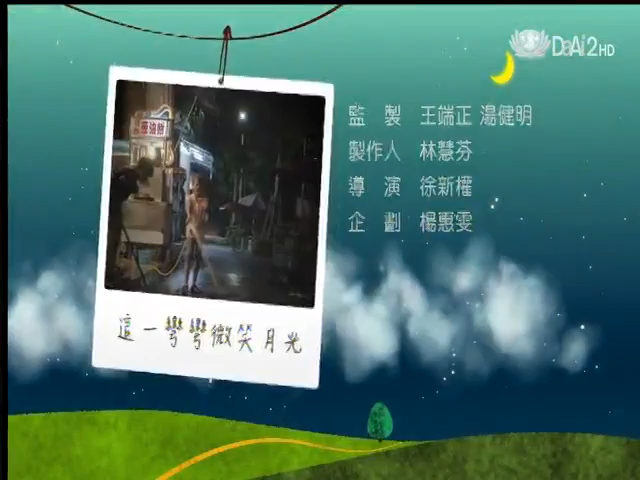 DaAi2HD
監 製 王端正 湯健明
製作人 林慧芬
導 演 徐新權
企 劃 楊惠雯
這一彎彎微笑月光